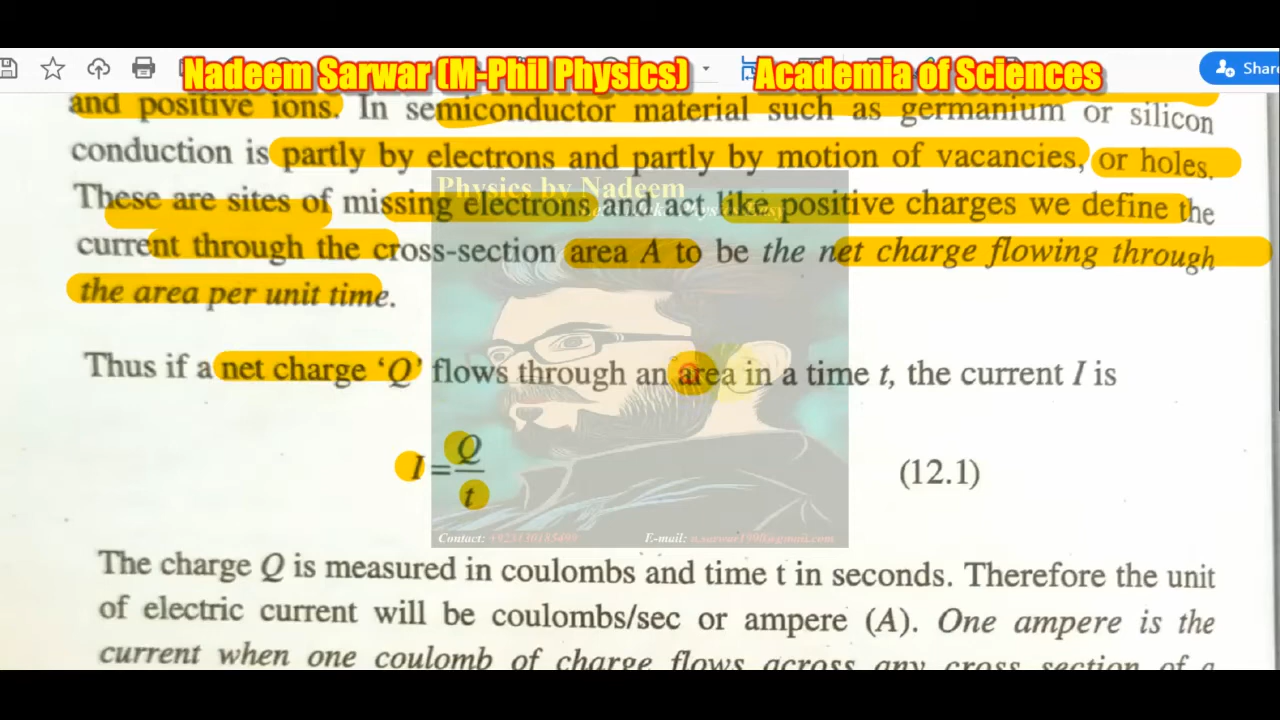 Nadeem Sarwar (M-Phil Physics) Academia of Sciences
Share
and positive ions. In semiconductor material such as germanium or silicon
conduction is partly by electrons and partly by motion of vacancies, or holes.
Physics by Nadeem
These are sites of missing electrons and act like positive charges we define the
current through the cross-section area A to be the net charge flowing through
the area per unit time.
Thus if a net charge ‘Q’ flows through an area in a time t, the current I is
I = Q
t
(12.1)
Contact: E-mail:
The charge Q is measured in coulombs and time t in seconds. Therefore the unit
of electric current will be coulombs/sec or ampere (A). One ampere is the
current when one coulomb of charge flows across any cross section of a